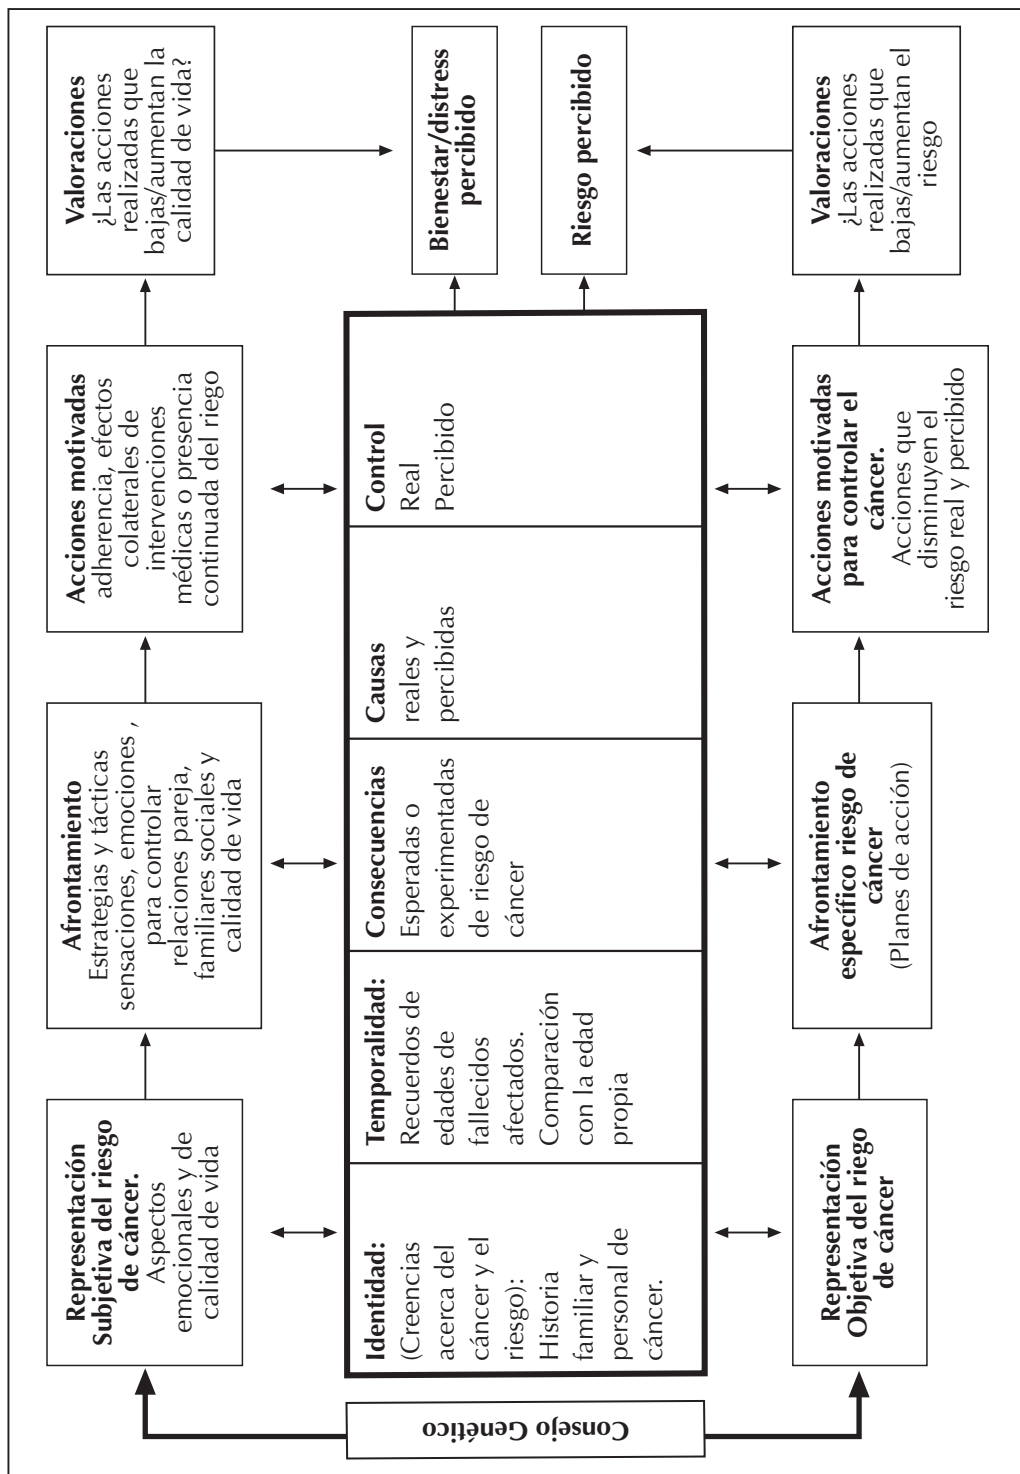 Consejo Genético
Representación
Subjetiva del riesgo
de cáncer.
Aspectos
emocionales y de
calidad de vida
Afrontamiento
Estrategias y tácticas
sensaciones, emociones ,
para controlar
relaciones pareja,
familiares sociales y
calidad de vida
Acciones motivadas
adherencia, efectos
colaterales de
intervenciones
médicas o presencia
continuada del riego
Valoraciones
¿Las acciones
realizadas que
bajas/aumentan la
calidad de vida?
Identidad:
(Creencias
acerca del
cáncer y el
riesgo):
Historia
familiar y
personal de
cáncer.
Temporalidad:
Recuerdos de
edades de
fallecidos
afectados.
Comparación
con la edad
propia
Consecuencias
Esperadas o
experimentadas
de riesgo de
cáncer
Causas
reales y
percibidas
Control
Real
Percibido
Bienestar/distress
percibido
Riesgo percibido
Representación
Objetiva del riego
de cáncer
Afrontamiento
específico riesgo de
cáncer
(Planes de acción)
Acciones motivadas
para controlar el
cáncer.
Acciones que
disminuyen el
riesgo real y percibido
Valoraciones
¿Las acciones
realizadas que
bajas/aumentan el
riesgo